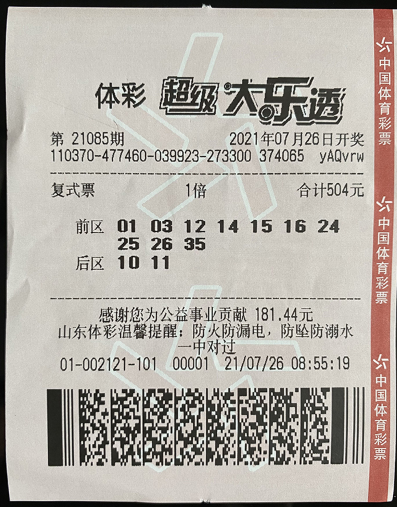 体彩 超级大乐透
第 21085期 2021年07月26日开奖
110370-477460-039923-273300 374065 yAQvrw
复式票 1倍 合计504元
前区 01 03 12 14 15 16 24
25 26 35
后区 10 11
感谢您为公益事业贡献 181.44元
山东体彩温馨提醒：防火防漏电，防坠防溺水
一中对过
01-002121-101 00001 21/07/26 08:55:19
中国体育彩票
中国体育彩票
中国体育彩票